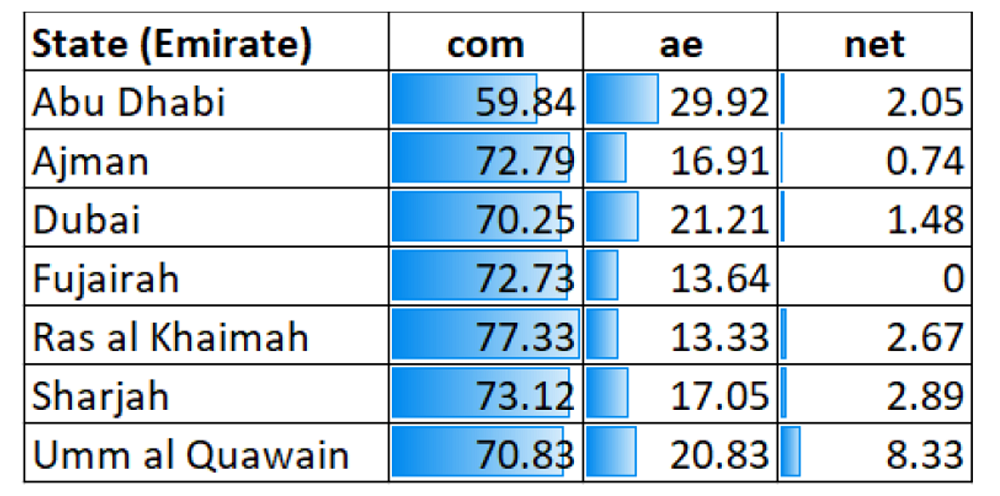 State (Emirate) com ae net
Abu Dhabi 59.84 29.92 2.05
Ajman 72.79 16.91 0.74
Dubai 70.25 21.21 1.48
Fujairah 72.73 13.64 0
Ras al Khaimah 77.33 13.33 2.67
Sharjah 73.12 17.05 2.89
Umm al Quawain 70.83 20.83 8.33